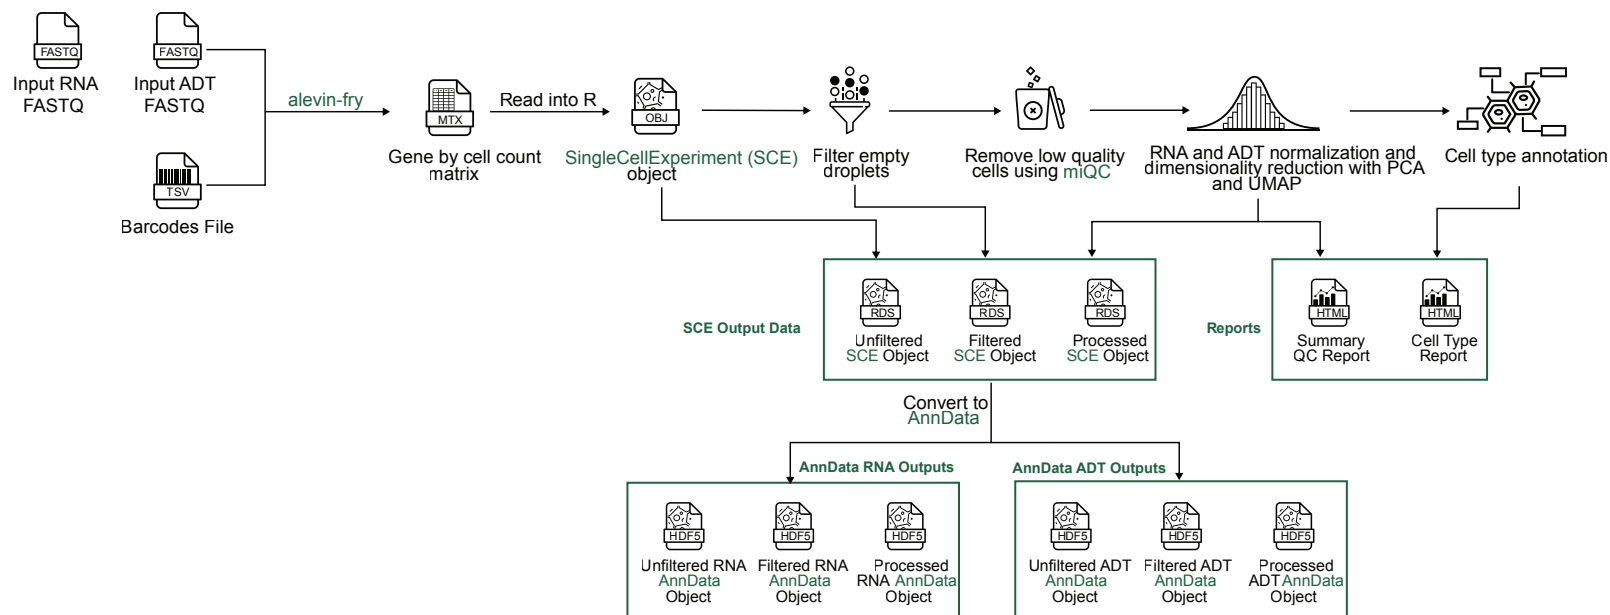 FASTQ
Input RNA
FASTQ
FASTQ
Input ADT
FASTQ
TSV
Barcodes File
alevin-fry
MTX
Gene by cell count
matrix
Read into R
OBJ
SingleCellExperiment (SCE)
object
Filter empty
droplets
Remove low quality
cells using miQC
RNA and ADT normalization and
dimensionality reduction with PCA
and UMAP
Cell type annotation
SCE Output Data
RDS
Unfiltered
SCE Object
RDS
Filtered
SCE Object
RDS
Processed
SCE Object
Reports
HTML
Summary
QC Report
HTML
Cell Type
Report
Convert to
AnnData
AnnData RNA Outputs
HDF5
Unfiltered RNA
AnnData
Object
HDF5
Filtered RNA
AnnData
Object
HDF5
Processed
RNA AnnData
Object
AnnData ADT Outputs
HDF5
Unfiltered ADT
AnnData
Object
HDF5
Filtered ADT
AnnData
Object
HDF5
Processed
ADT AnnData
Object